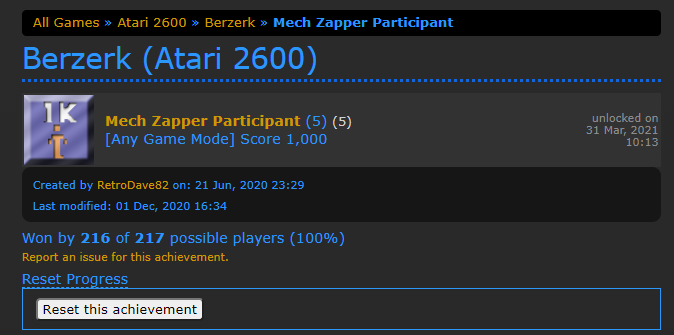 All Games » Atari 2600 » Berzerk » Mech Zapper Participant
Berzerk (Atari 2600)
1K
i
Mech Zapper Participant (5) (5)
[Any Game Mode] Score 1,000
unlocked on
31 Mar, 2021
10:13
Created by RetroDave82 on: 21 Jun, 2020 23:29
Last modified: 01 Dec, 2020 16:34
Won by 216 of 217 possible players (100%)
Report an issue for this achievement.
Reset Progress
Reset this achievement